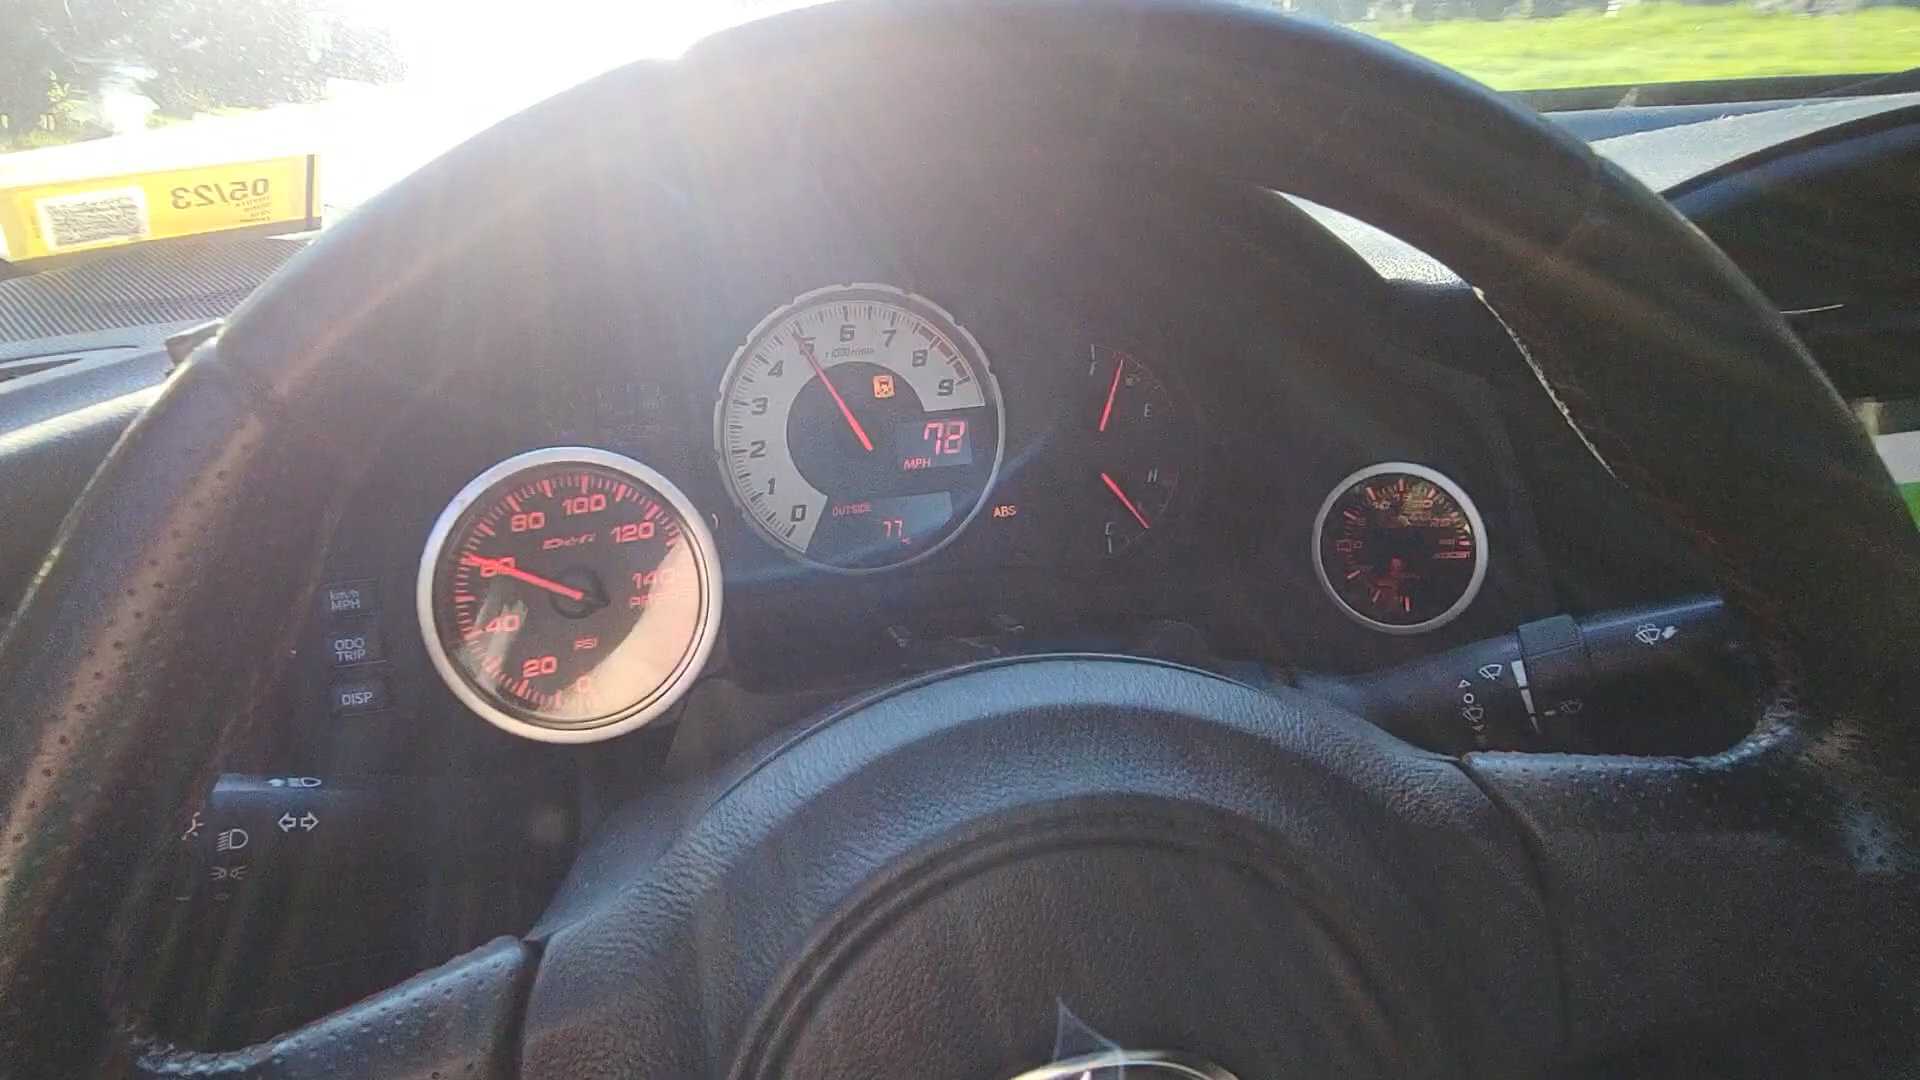 05/23
6
5
7
x1000r/min
4
8
9
3
2
1
0
72
MPH
OUTSIDE
77
ABS
F
E
H
C
80
100
120
Defi
60
140
PRESS
40
PSI
20
0
km/h
MPH
ODO
TRIP
DISP